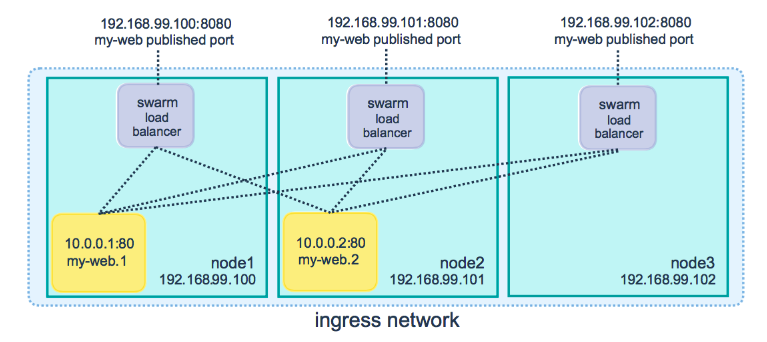 192.168.99.100:8080
my-web published port
192.168.99.101:8080
my-web published port
192.168.99.102:8080
my-web published port
swarm
load
balancer
swarm
load
balancer
swarm
load
balancer
10.0.0.1:80
my-web.1
node1
192.168.99.100
10.0.0.2:80
my-web.2
node2
192.168.99.101
node3
192.168.99.102
ingress network